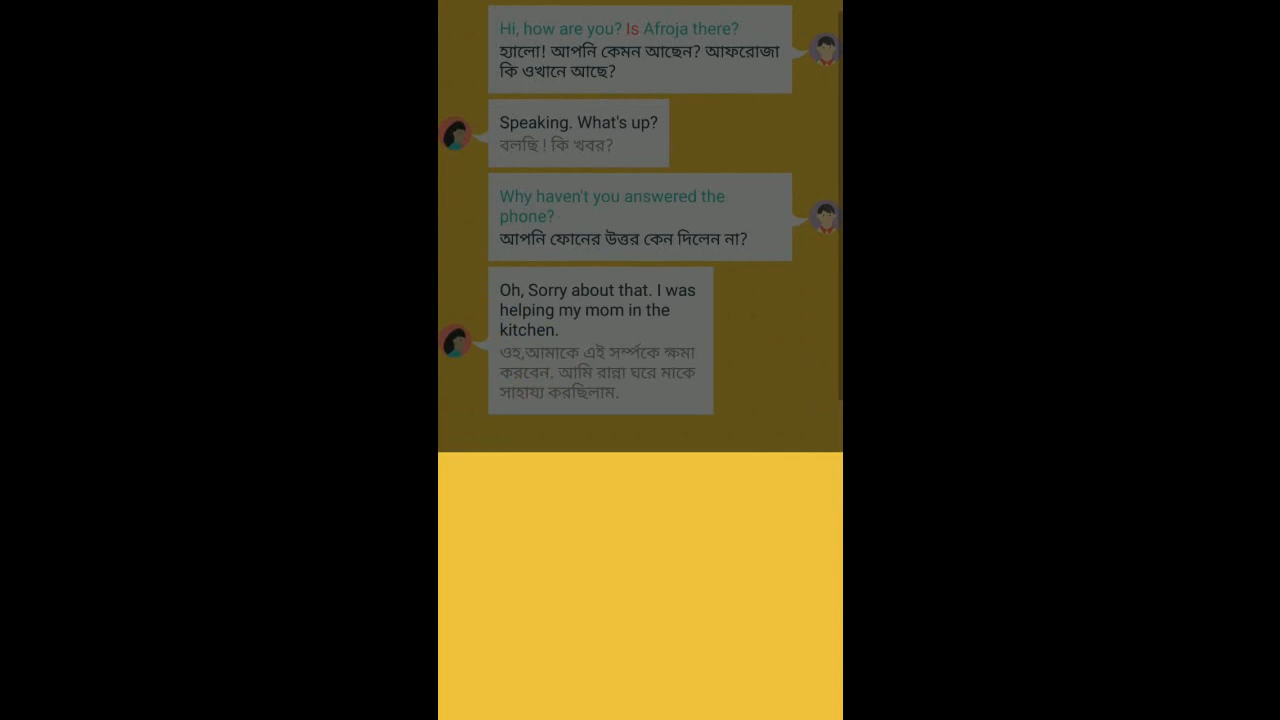 Hi, how are you? Is Afroja there?
হ্যালো! আপনি কেমন আছেন? আফরোজা
কি ওখানে আছে?
Speaking. What's up?
বলছি ! কি খবর?
Why haven't you answered the
phone?
আপনি ফোনের উত্তর কেন দিলেন না?
Oh, Sorry about that. I was
helping my mom in the
kitchen.
ওহ,আমাকে এই সর্ম্পকে ক্ষমা
করবেন. আমি রান্না ঘরে মাকে
সাহায্য করছিলাম.